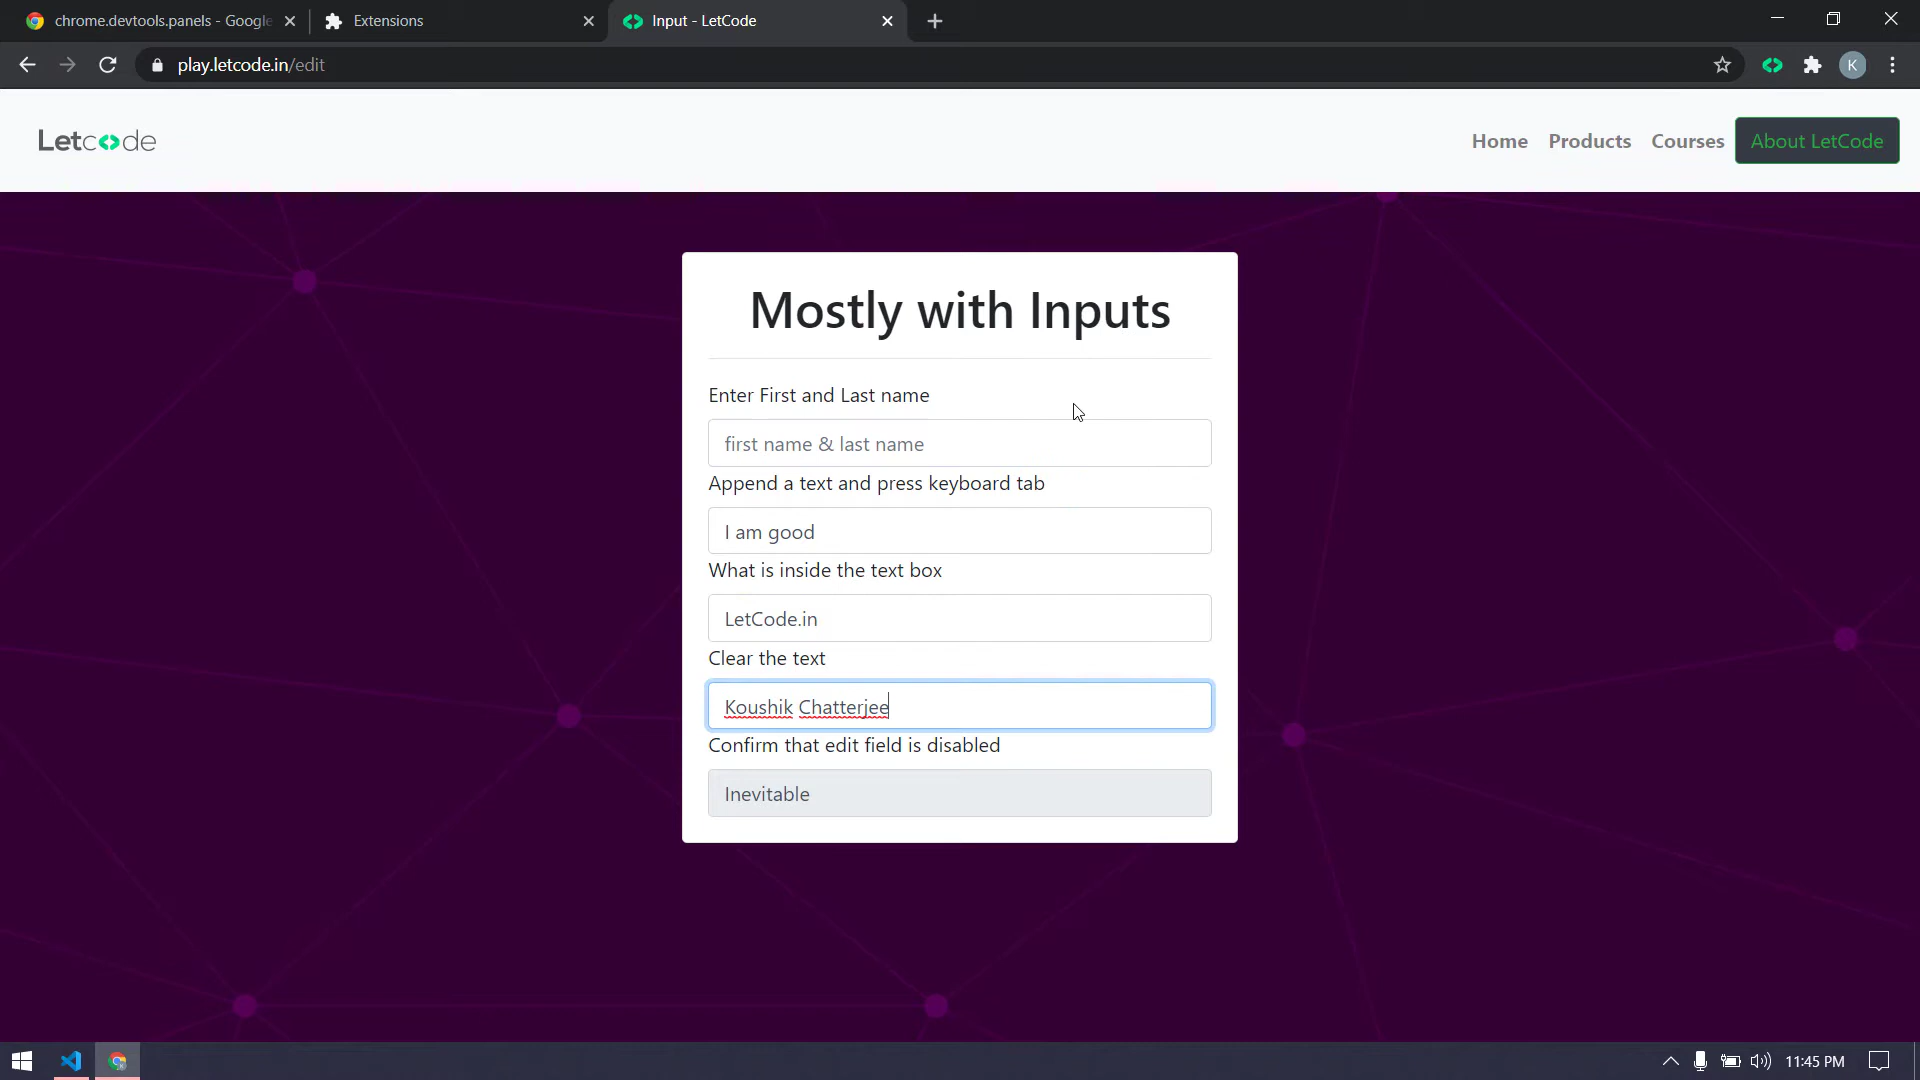 chrome.devtools.panels - Google
Extensions
Input - LetCode
play.letcode.in/edit
K
Letcode
Home
Products
Courses
About LetCode
Mostly with Inputs
Enter First and Last name
first name & last name
Append a text and press keyboard tab
I am good
What is inside the text box
LetCode.in
Clear the text
Koushik Chatterjee
Confirm that edit field is disabled
Inevitable
11:45 PM